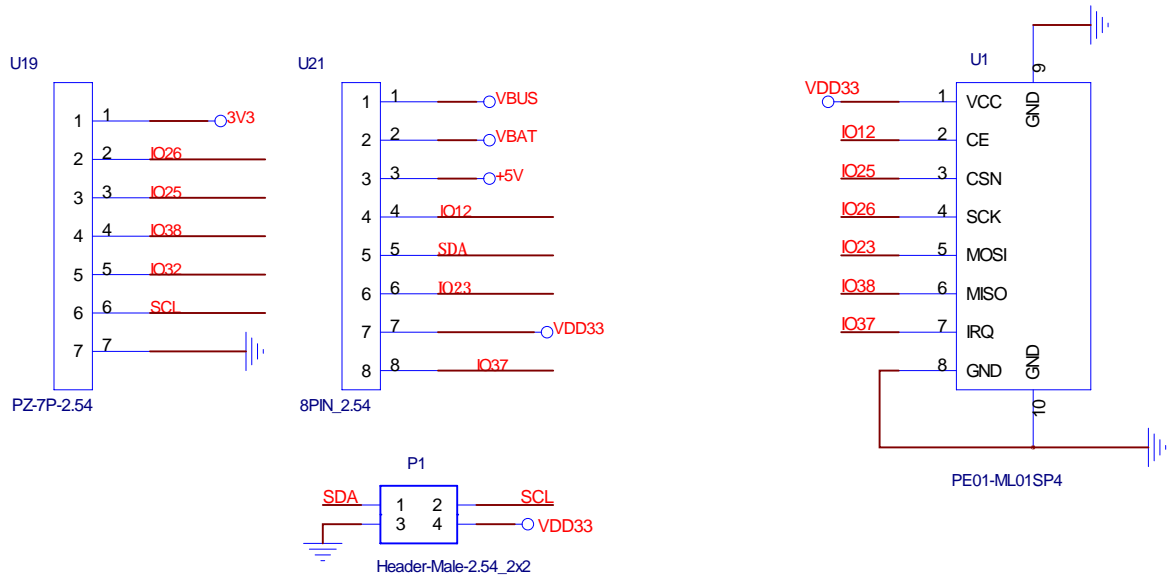 U19
1 1 3V3
2 2 IO26
3 3 IO25
4 4 IO38
5 5 IO32
6 6 SCL
7 7
PZ-7P-2.54
U21
1 1 VBUS
2 2 VBAT
3 3 +5V
4 4 IO12
5 5 SDA
6 6 IO23
7 7 VDD33
8 8 IO37
8PIN_2.54
U1
9
GND
VDD33 1 VCC
IO12 2 CE
IO25 3 CSN
IO26 4 SCK
IO23 5 MOSI
IO38 6 MISO
IO37 7 IRQ
8 GND
GND
10
PE01-ML01SP4
P1
SDA 1 2 SCL
3 4 VDD33
Header-Male-2.54_2x2